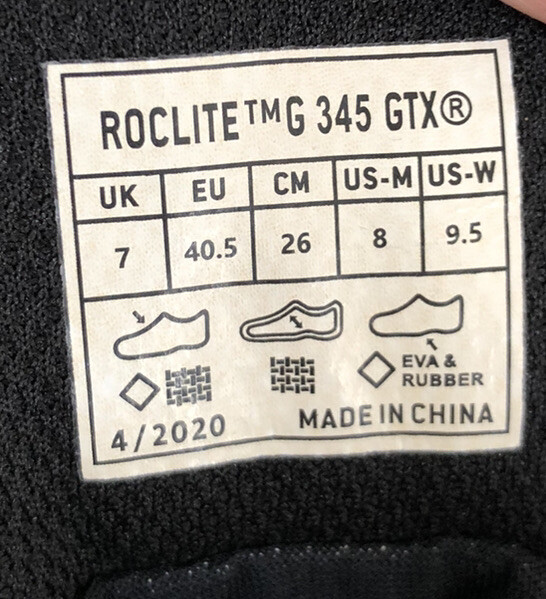 ROCLITE™G 345 GTX®
UK EU CM US-M US-W
7 40.5 26 8 9.5
EVA &
RUBBER
4/2020 MADE IN CHINA